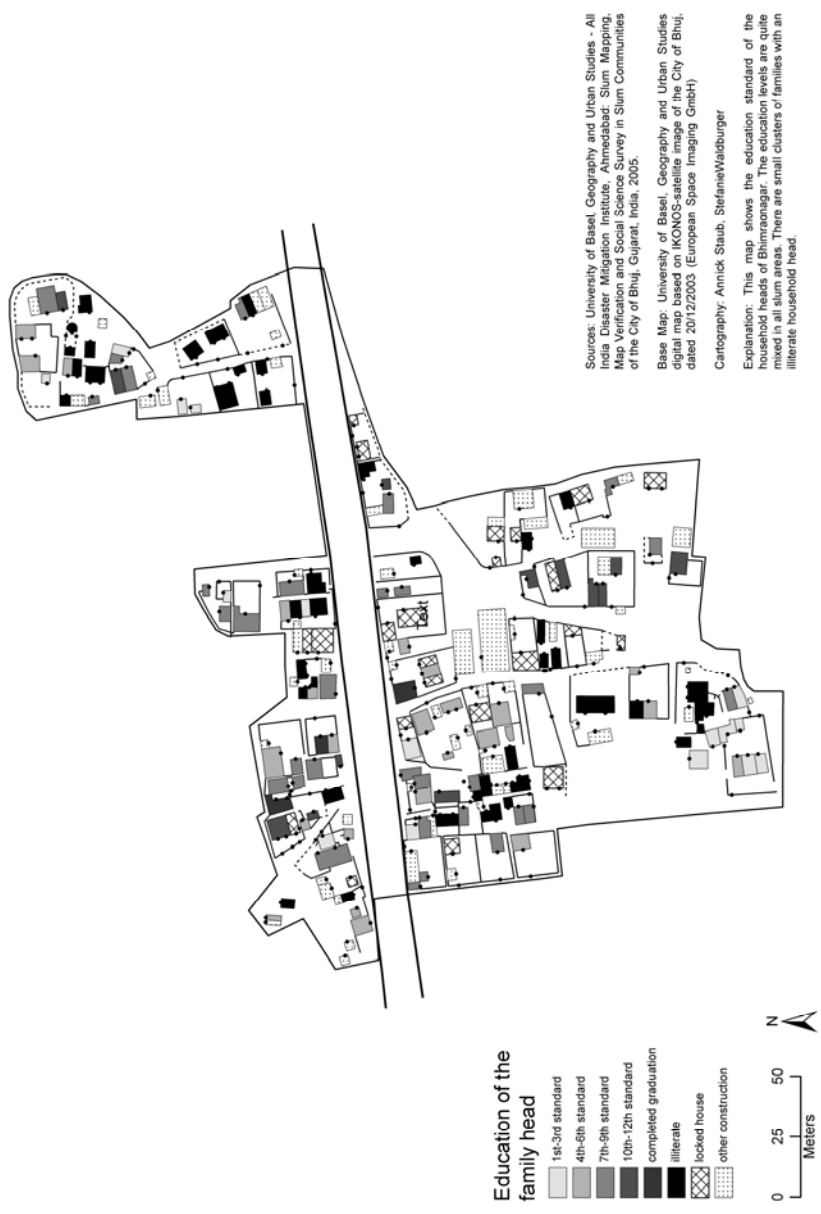 Sources: University of Basel, Geography and Urban Studies - All
India Disaster Mitigation Institute, Ahmedabad: Slum Mapping,
Map Verification and Social Science Survey in Slum Communities
of the City of Bhuj, Gujarat, India, 2005.
Base Map: University of Basel, Geography and Urban Studies
digital map based on IKONOS-satellite image of the City of Bhuj,
dated 20/12/2003 (European Space Imaging GmbH)
Cartography: Annick Staub, StefanieWaldburger
Explanation: This map shows the education standard of the
household heads of Bhimraonagar. The education levels are quite
mixed in all slum areas. There are small clusters of families with an
illiterate household head.
Text
Education of the
family head
1st-3rd standard
4th-6th standard
7th-9th standard
10th-12th standard
completed graduation
illiterate
locked house
other construction
N
0 25 50
Meters